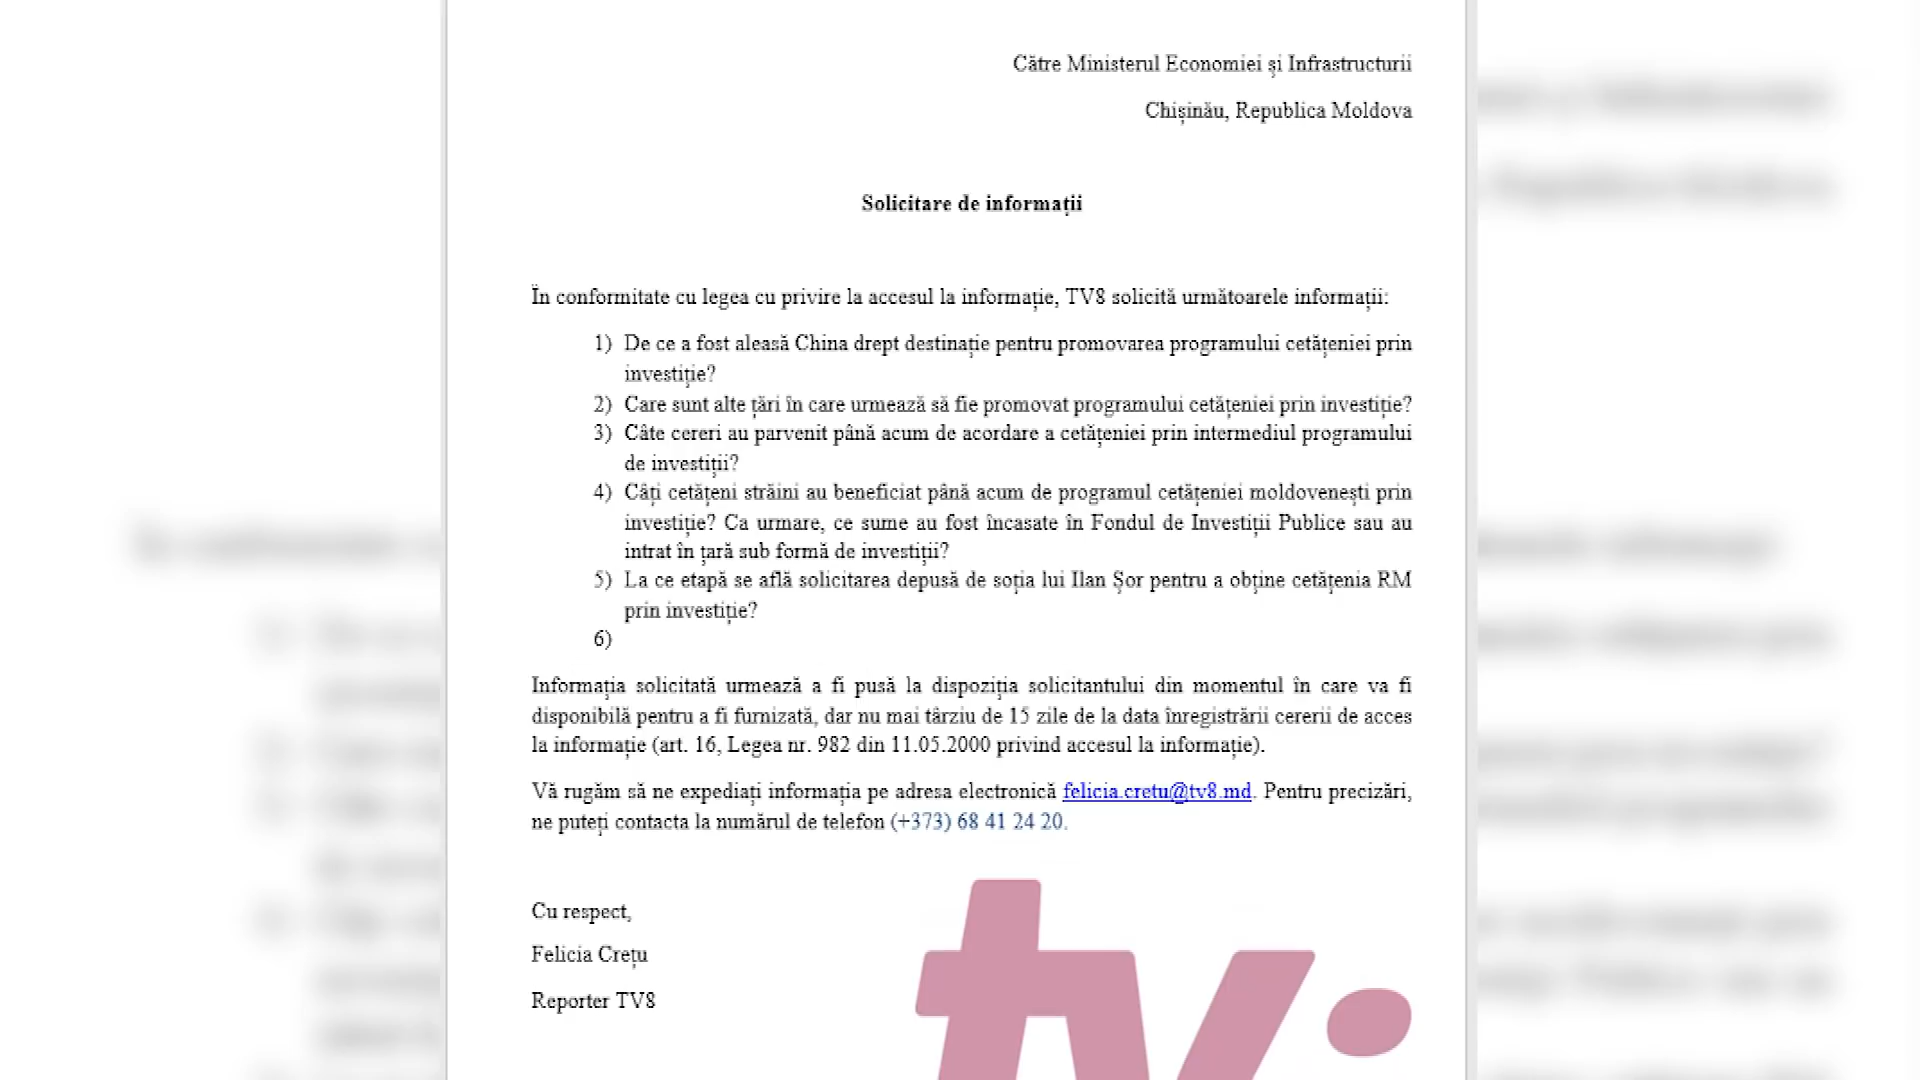 Către Ministerul Economiei și Infrastructurii
Chișinău, Republica Moldova
Solicitare de informații
În conformitate cu legea cu privire la accesul la informație, TV8 solicită următoarele informații:
1) De ce a fost aleasă China drept destinație pentru promovarea programului cetățeniei prin
investiție?
2) Care sunt alte țări în care urmează să fie promovat programului cetățeniei prin investiție?
3) Câte cereri au parvenit până acum de acordare a cetățeniei prin intermediul programului
de investiții?
4) Câți cetățeni străini au beneficiat până acum de programul cetățeniei moldovenești prin
investiție? Ca urmare, ce sume au fost încasate în Fondul de Investiții Publice sau au
intrat în țară sub formă de investiții?
5) La ce etapă se află solicitarea depusă de soția lui Ilan Șor pentru a obține cetățenia RM
prin investiție?
6)
Informația solicitată urmează a fi pusă la dispoziția solicitantului din momentul în care va fi
disponibilă pentru a fi furnizată, dar nu mai târziu de 15 zile de la data înregistrării cererii de acces
la informație (art. 16, Legea nr. 982 din 11.05.2000 privind accesul la informație).
Vă rugăm să ne expediați informația pe adresa electronică felicia.cretu@tv8.md. Pentru precizări,
ne puteți contacta la numărul de telefon (+373) 68 41 24 20.
Cu respect,
Felicia Crețu
Reporter TV8
tv